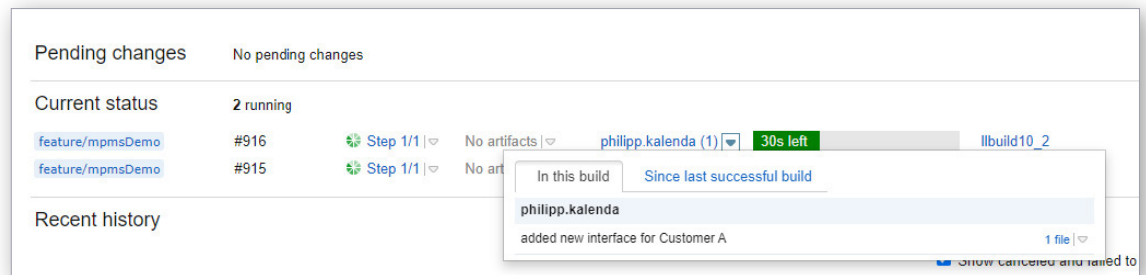 Pending changes No pending changes
Current status 2 running
feature/mpmsDemo #916 Step 1/1 No artifacts philipp.kalenda (1) 30s left llbuild10_2
feature/mpmsDemo #915 Step 1/1 No art
In this build Since last successful build
philipp.kalenda
added new interface for Customer A 1 file
Recent history
Show canceled and failed to